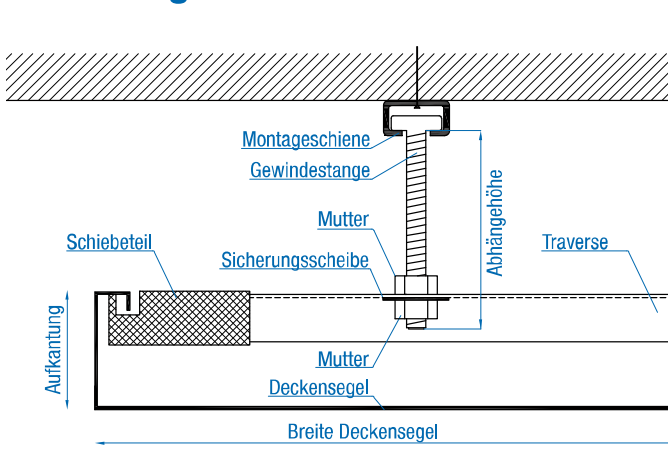 Montageschiene
Gewindestange
Mutter
Schiebeteil
Sicherungsscheibe
Abhängehöhe
Traverse
Aufkantung
Mutter
Deckensegel
Breite Deckensegel